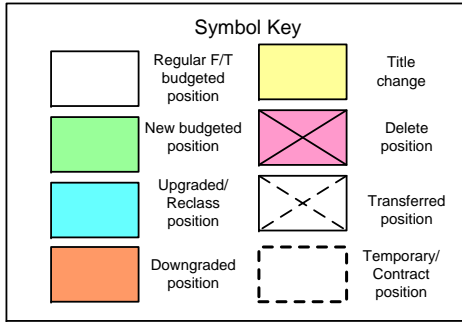 Symbol Key
Regular F/T
budgeted
position
New budgeted
position
Upgraded/
Reclass
position
Downgraded
position
Title
change
Delete
position
Transferred
position
Temporary/
Contract
position